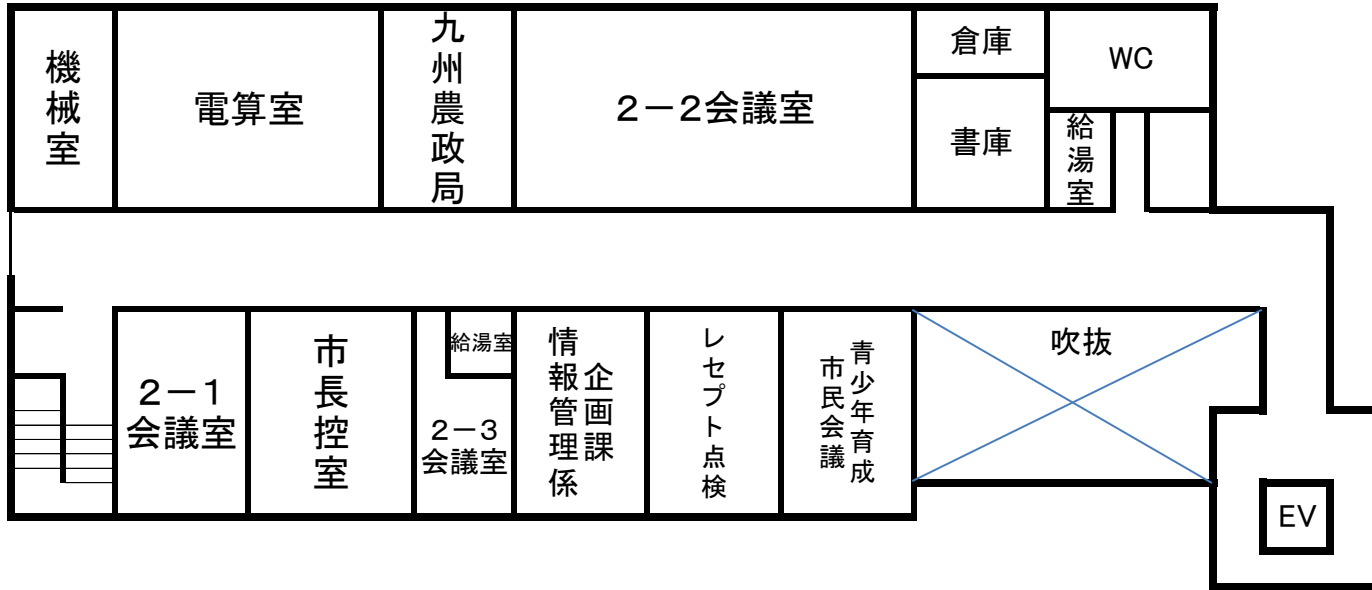 機械室
電算室
九州農政局
２－２会議室
倉庫
書庫
WC
給湯室
２－１
会議室
市長控室
給湯室
２－３
会議室
企画課
情報管理係
レセプト点検
青少年育成
市民会議
吹抜
EV